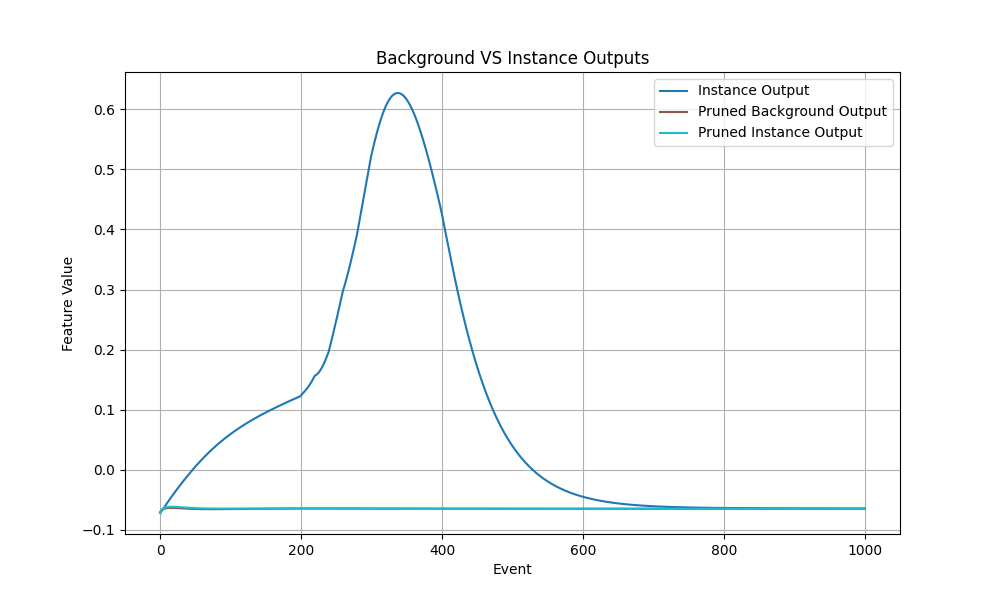 Background VS Instance Outputs
Instance Output
Pruned Background Output
Pruned Instance Output
Feature Value
0.6
0.5
0.4
0.3
0.2
0.1
0.0
−0.1
0 200 400 600 800 1000
Event